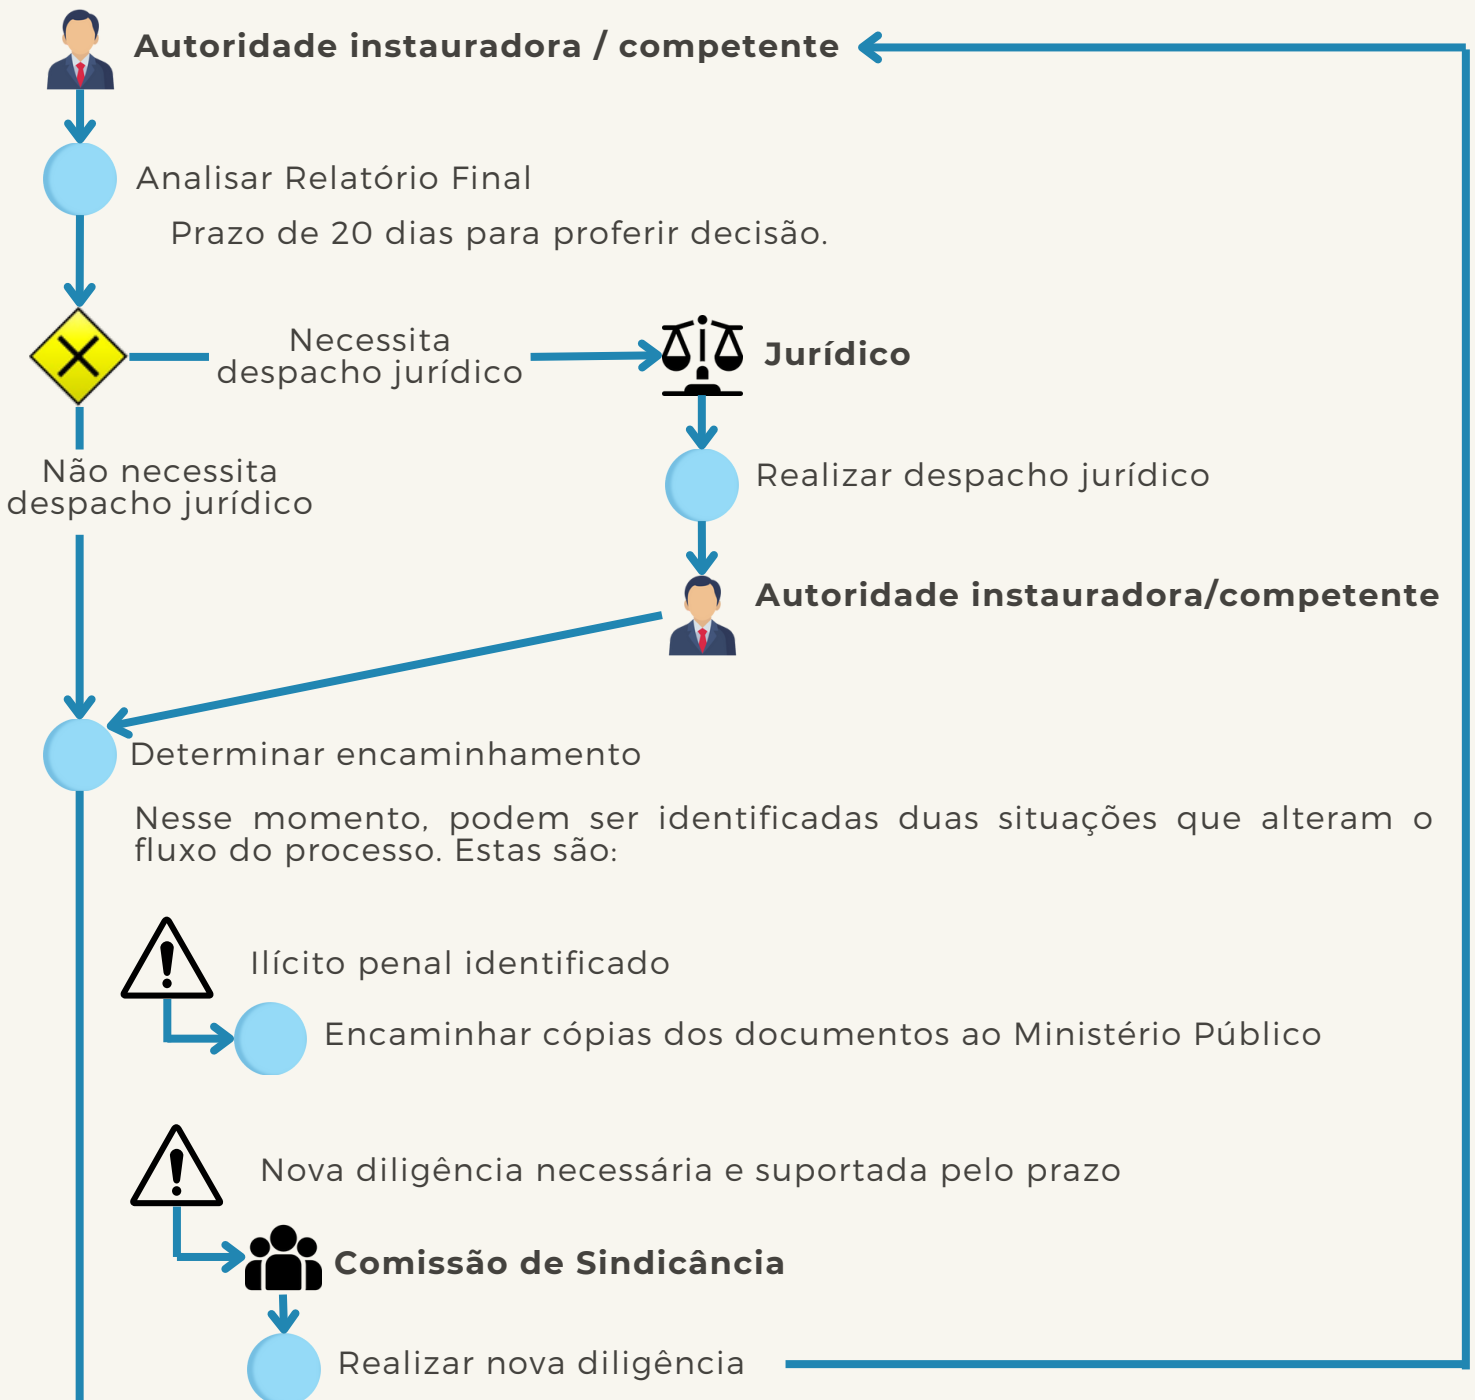 Autoridade instauradora / competente
Analisar Relatório Final
Prazo de 20 dias para proferir decisão.
Necessita
despacho jurídico
Jurídico
Não necessita
despacho jurídico
Realizar despacho jurídico
Autoridade instauradora/competente
Determinar encaminhamento
Nesse momento, podem ser identificadas duas situações que alteram o
fluxo do processo. Estas são:
Ilícito penal identificado
Encaminhar cópias dos documentos ao Ministério Público
Nova diligência necessária e suportada pelo prazo
Comissão de Sindicância
Realizar nova diligência